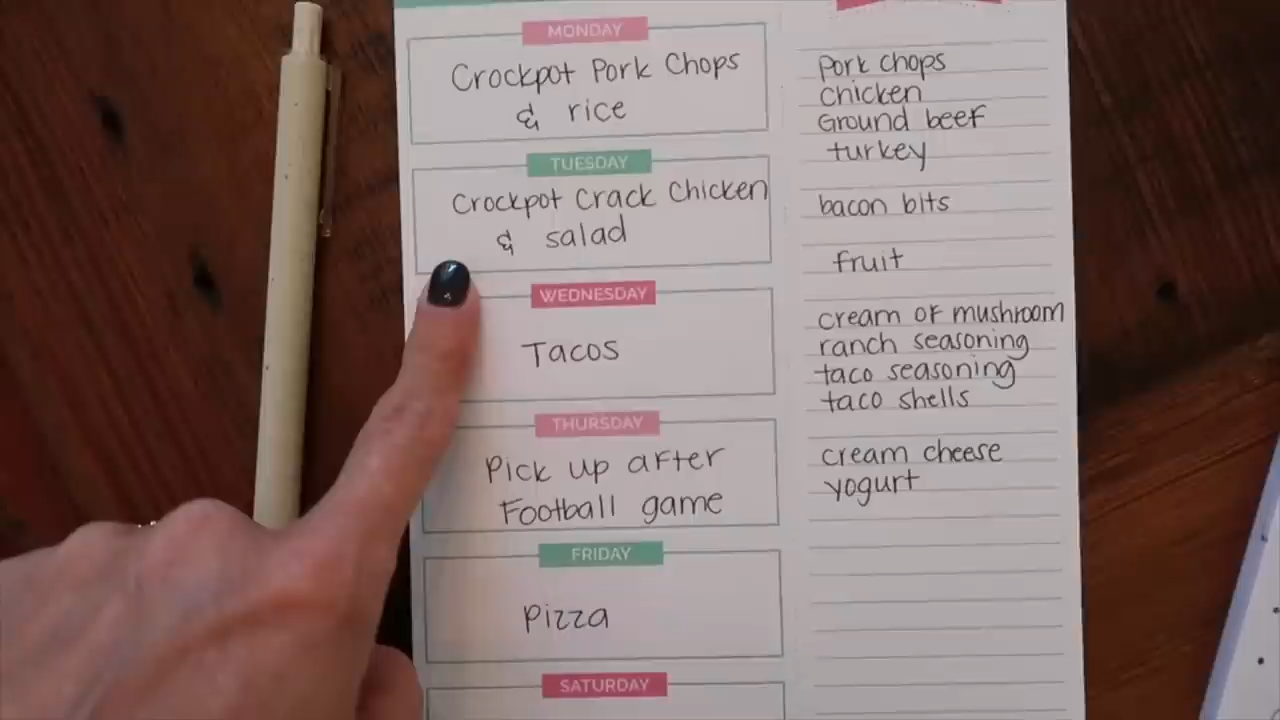 MONDAY
Crockpot Pork Chops
& rice
TUESDAY
Crockpot Crack Chicken
& salad
WEDNESDAY
Tacos
THURSDAY
Pick up after
Football game
FRIDAY
Pizza
SATURDAY
pork chops
chicken
Ground beef
turkey
bacon bits
fruit
cream of mushroom
ranch seasoning
taco seasoning
taco shells
cream cheese
yogurt